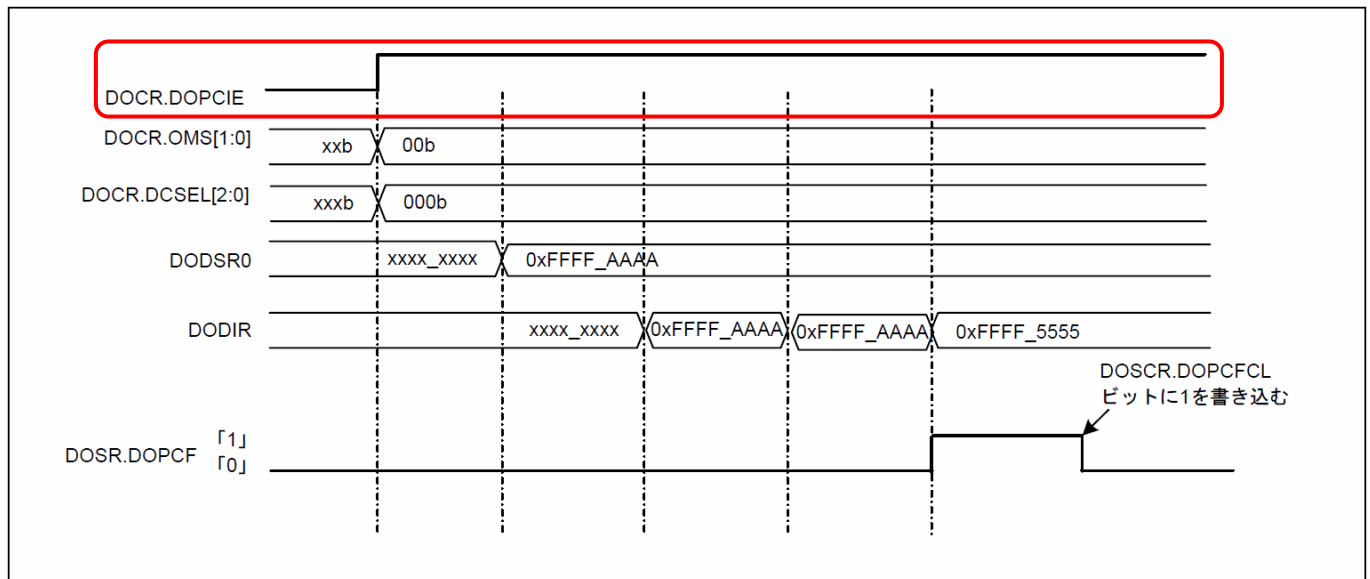 DOCR.DOPCIE
DOCR.OMS[1:0] xxb 00b
DOCR.DCSEL[2:0] xxxb 000b
DODSR0 xxxx_xxxx 0xFFFF_AAAA
DODIR xxxx_xxxx 0xFFFF_AAAA 0xFFFF_AAAA 0xFFFF_5555
DOSCR.DOPCFCL
ビットに1を書き込む
DOSR.DOPCF 「1」
「0」